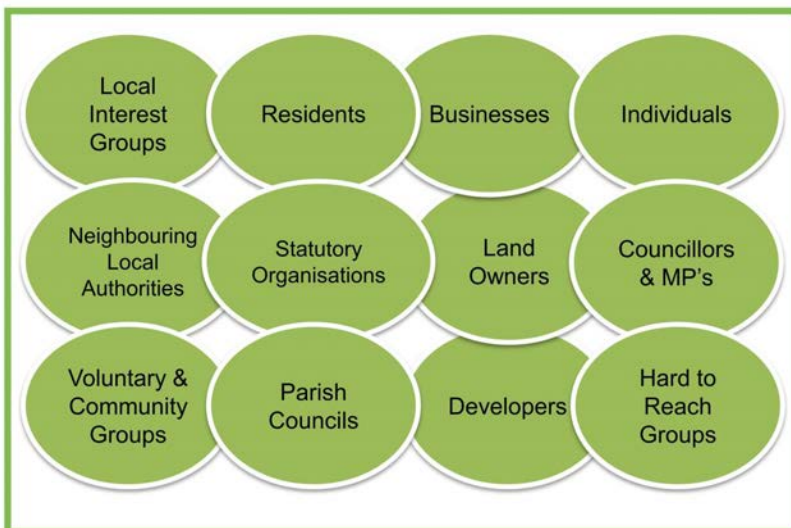 Local
Interest
Groups
Residents
Businesses
Individuals
Neighbouring
Local
Authorities
Statutory
Organisations
Land
Owners
Councillors
& MP's
Voluntary &
Community
Groups
Parish
Councils
Developers
Hard to
Reach
Groups